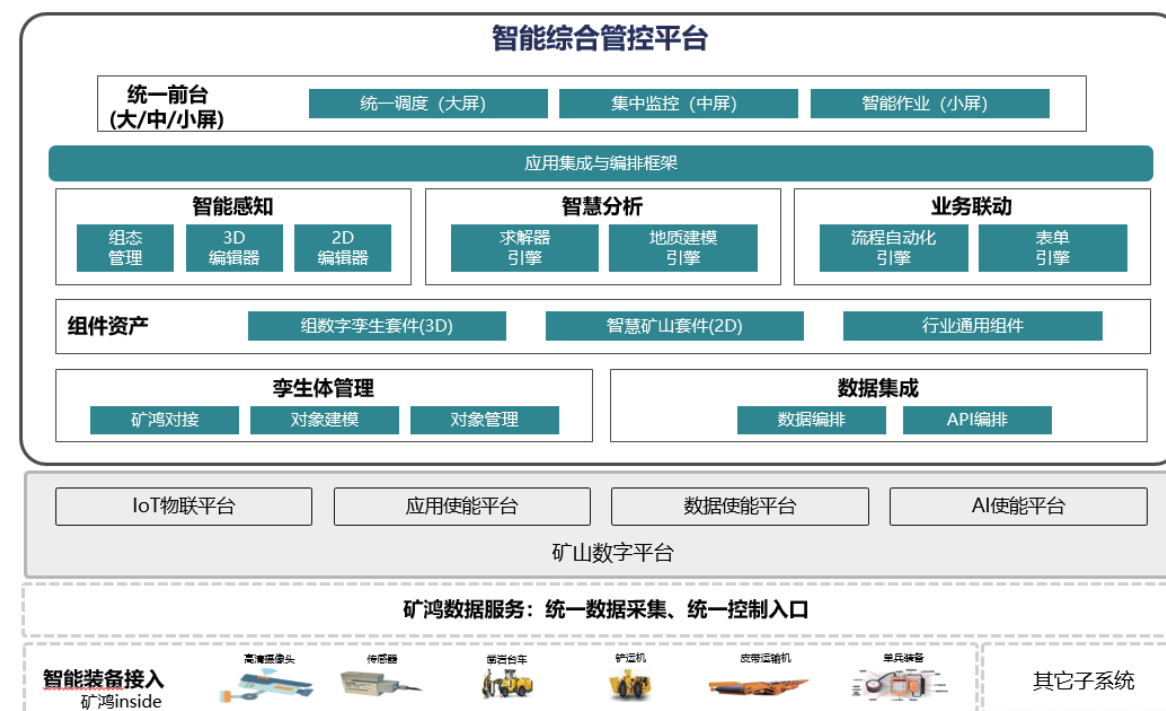 智能综合管控平台
统一前台
(大/中/小屏)
统一调度（大屏）
集中监控（中屏）
智能作业（小屏）
应用集成与编排框架
智能感知
组态
管理
3D
编辑器
2D
编辑器
智慧分析
求解器
引擎
地质建模
引擎
业务联动
流程自动化
引擎
表单
引擎
组件资产
组数字孪生套件(3D)
智慧矿山套件(2D)
行业通用组件
孪生体管理
矿鸿对接
对象建模
对象管理
数据集成
数据编排
API编排
IoT物联平台
应用使能平台
数据使能平台
AI使能平台
矿山数字平台
矿鸿数据服务：统一数据采集、统一控制入口
智能装备接入
矿鸿inside
高清摄像头
传感器
凿岩台车
铲运机
皮带运输机
单兵装备
其它子系统